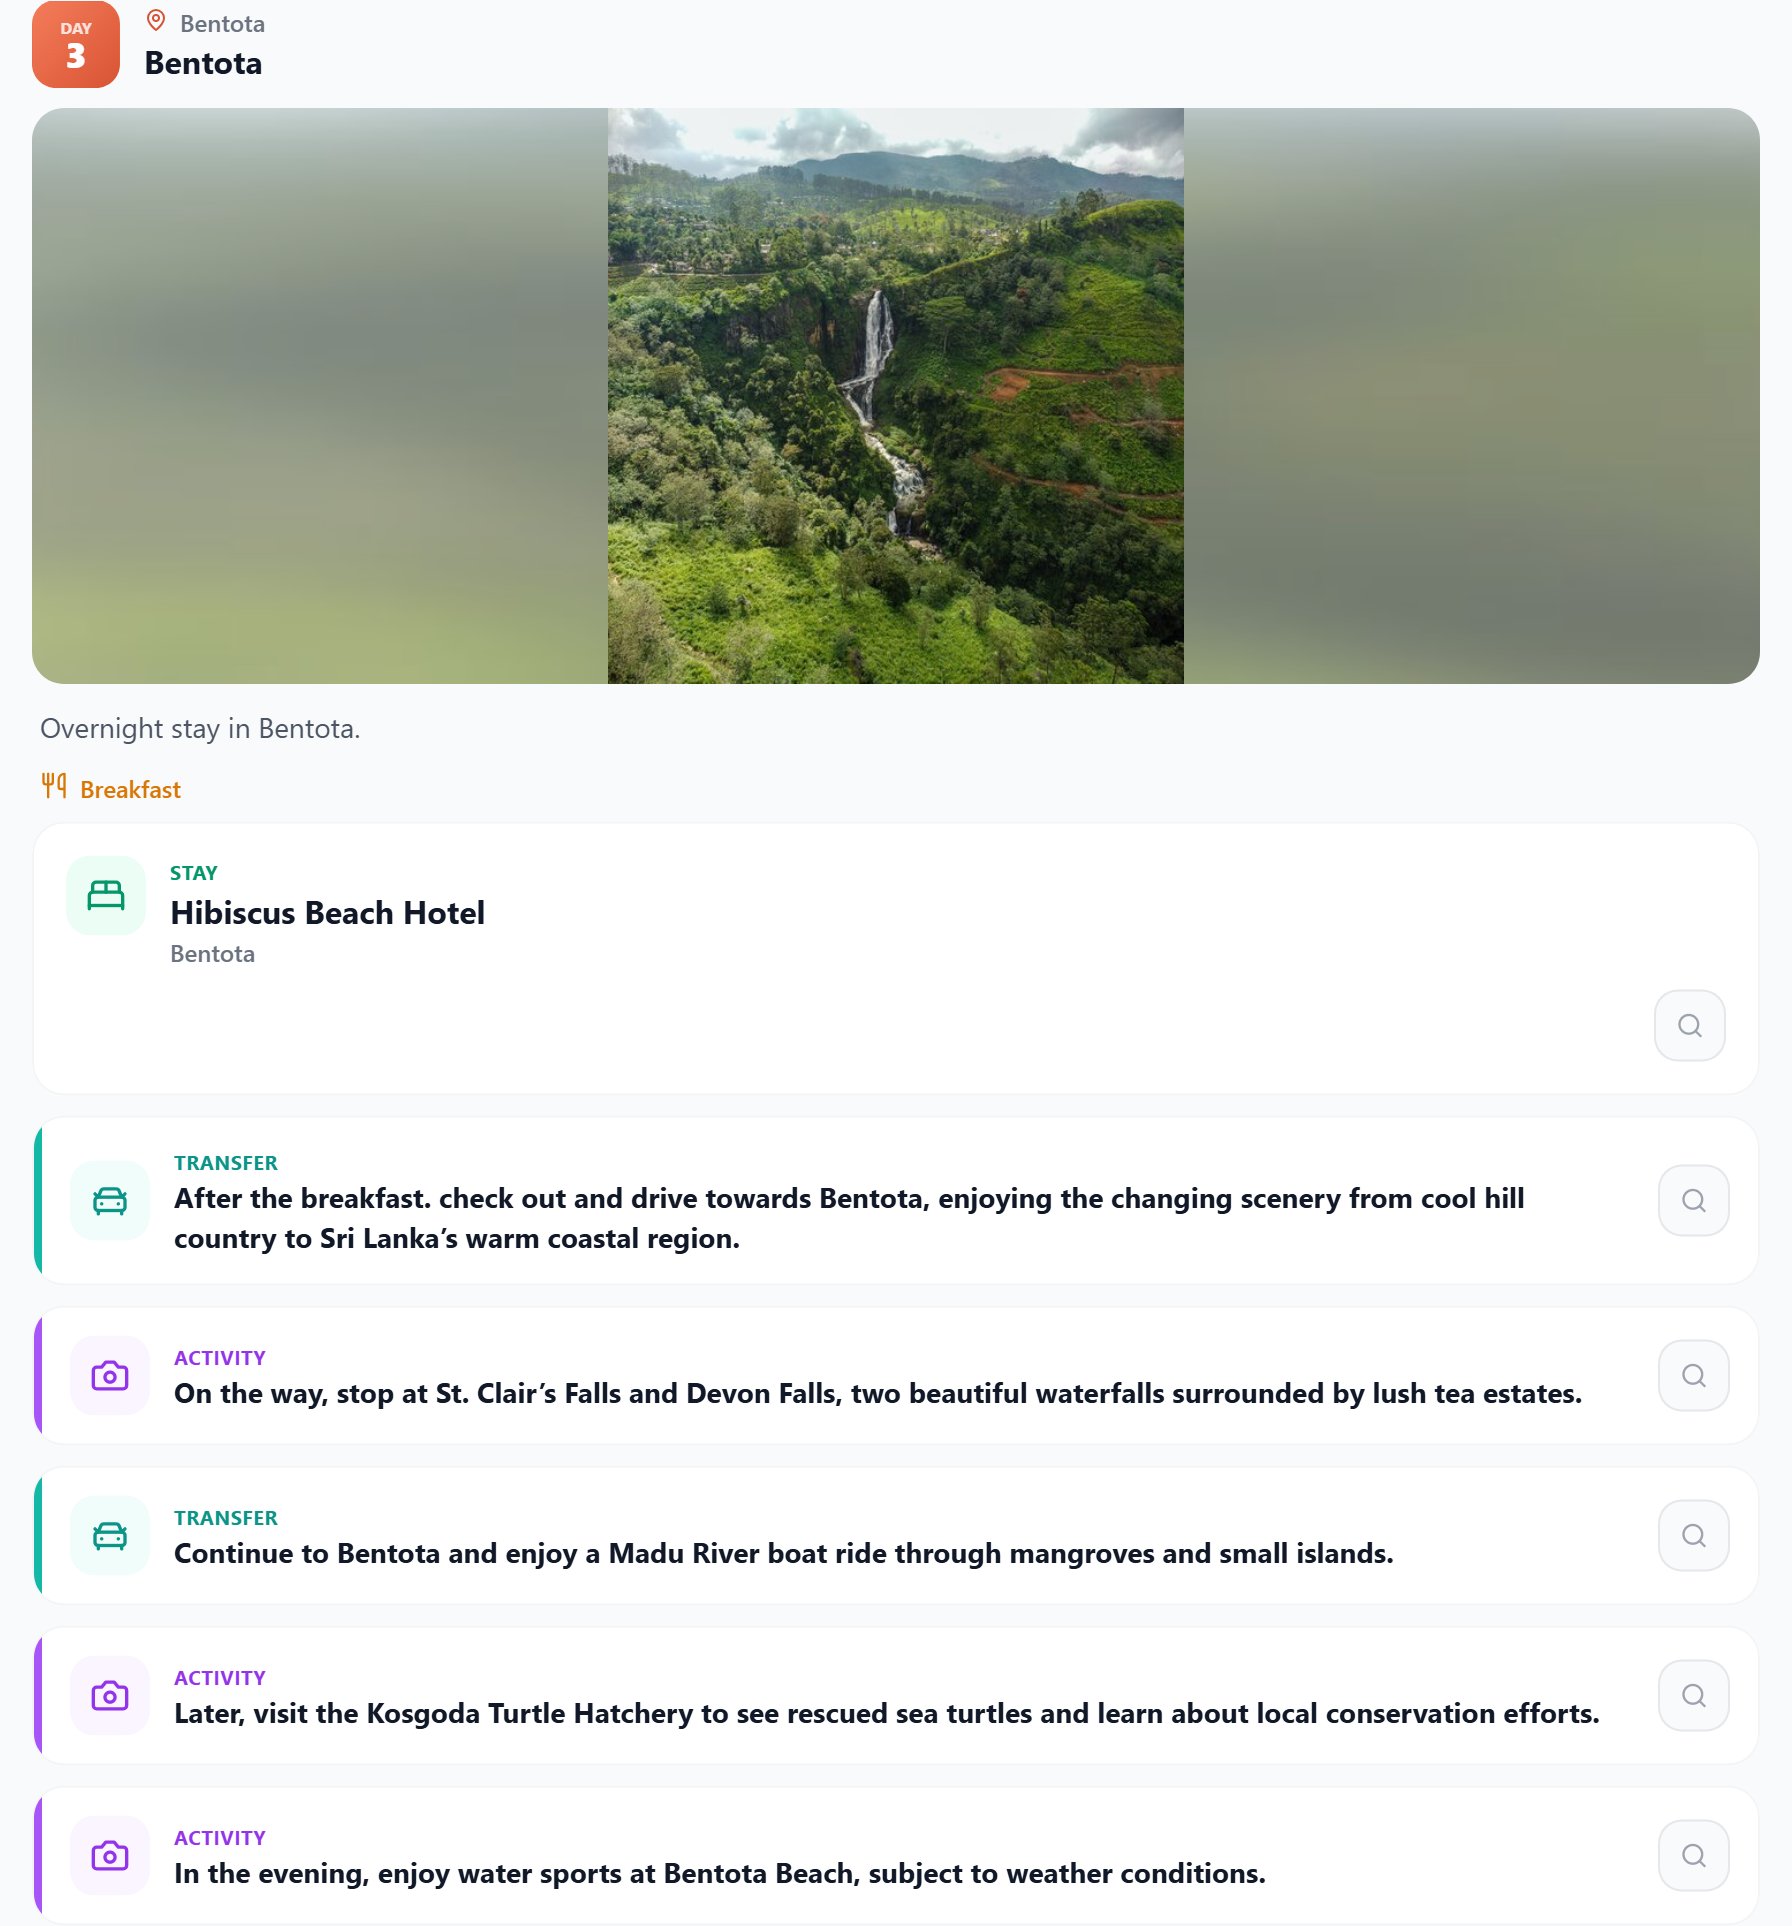 DAY
3
Bentota
Bentota
Overnight stay in Bentota.
Breakfast
STAY
Hibiscus Beach Hotel
Bentota
TRANSFER
After the breakfast. check out and drive towards Bentota, enjoying the changing scenery from cool hill
country to Sri Lanka’s warm coastal region.
ACTIVITY
On the way, stop at St. Clair’s Falls and Devon Falls, two beautiful waterfalls surrounded by lush tea estates.
TRANSFER
Continue to Bentota and enjoy a Madu River boat ride through mangroves and small islands.
ACTIVITY
Later, visit the Kosgoda Turtle Hatchery to see rescued sea turtles and learn about local conservation efforts.
ACTIVITY
In the evening, enjoy water sports at Bentota Beach, subject to weather conditions.